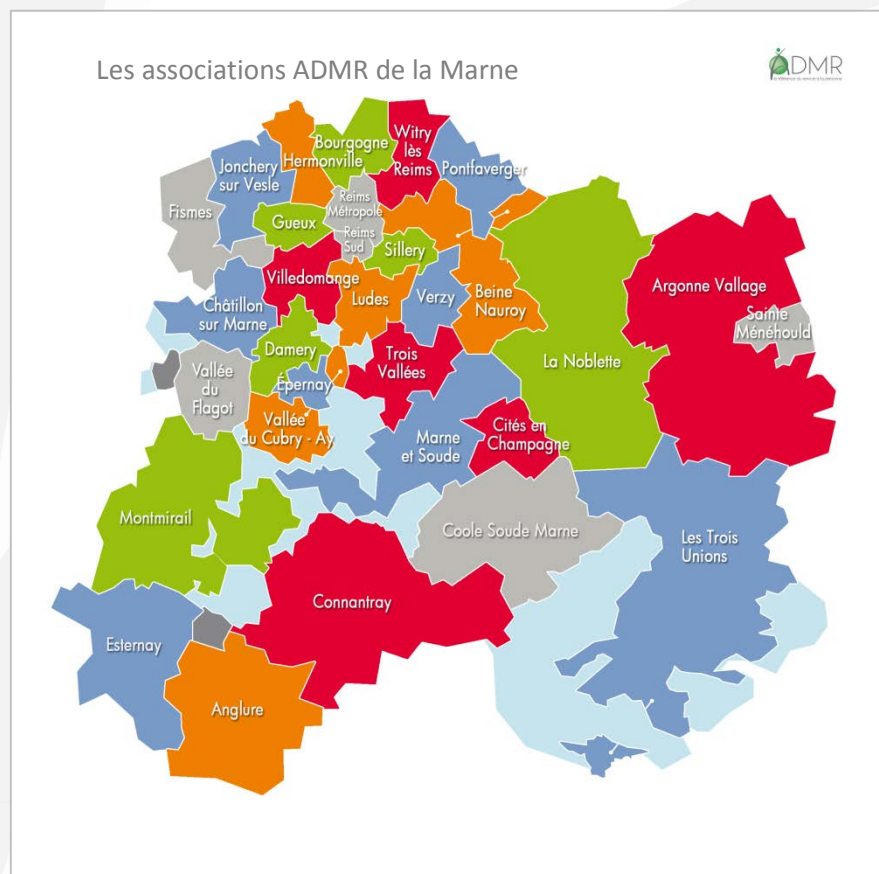 Les associations ADMR de la Marne
ADMR
Bourgogne
Witry
lès
Reims
Hermonville
Jonchery
sur Vesle
Pontfaverger
Reims
Métropole
Fismes
Gueux
Reims
Sud
Sillery
Villedomange
Argonne Vallage
Châtillon
sur Marne
Ludes
Verzy
Beine
Nauroy
Sainte
Ménéhould
Damery
Trois
Vallées
La Noblette
Vallée
du
Flagot
Épernay
Vallée
du Cubry - Ay
Marne
et Soude
Cités en
Champagne
Montmirail
Coole Soude Marne
Les Trois
Unions
Connantray
Esternay
Anglure